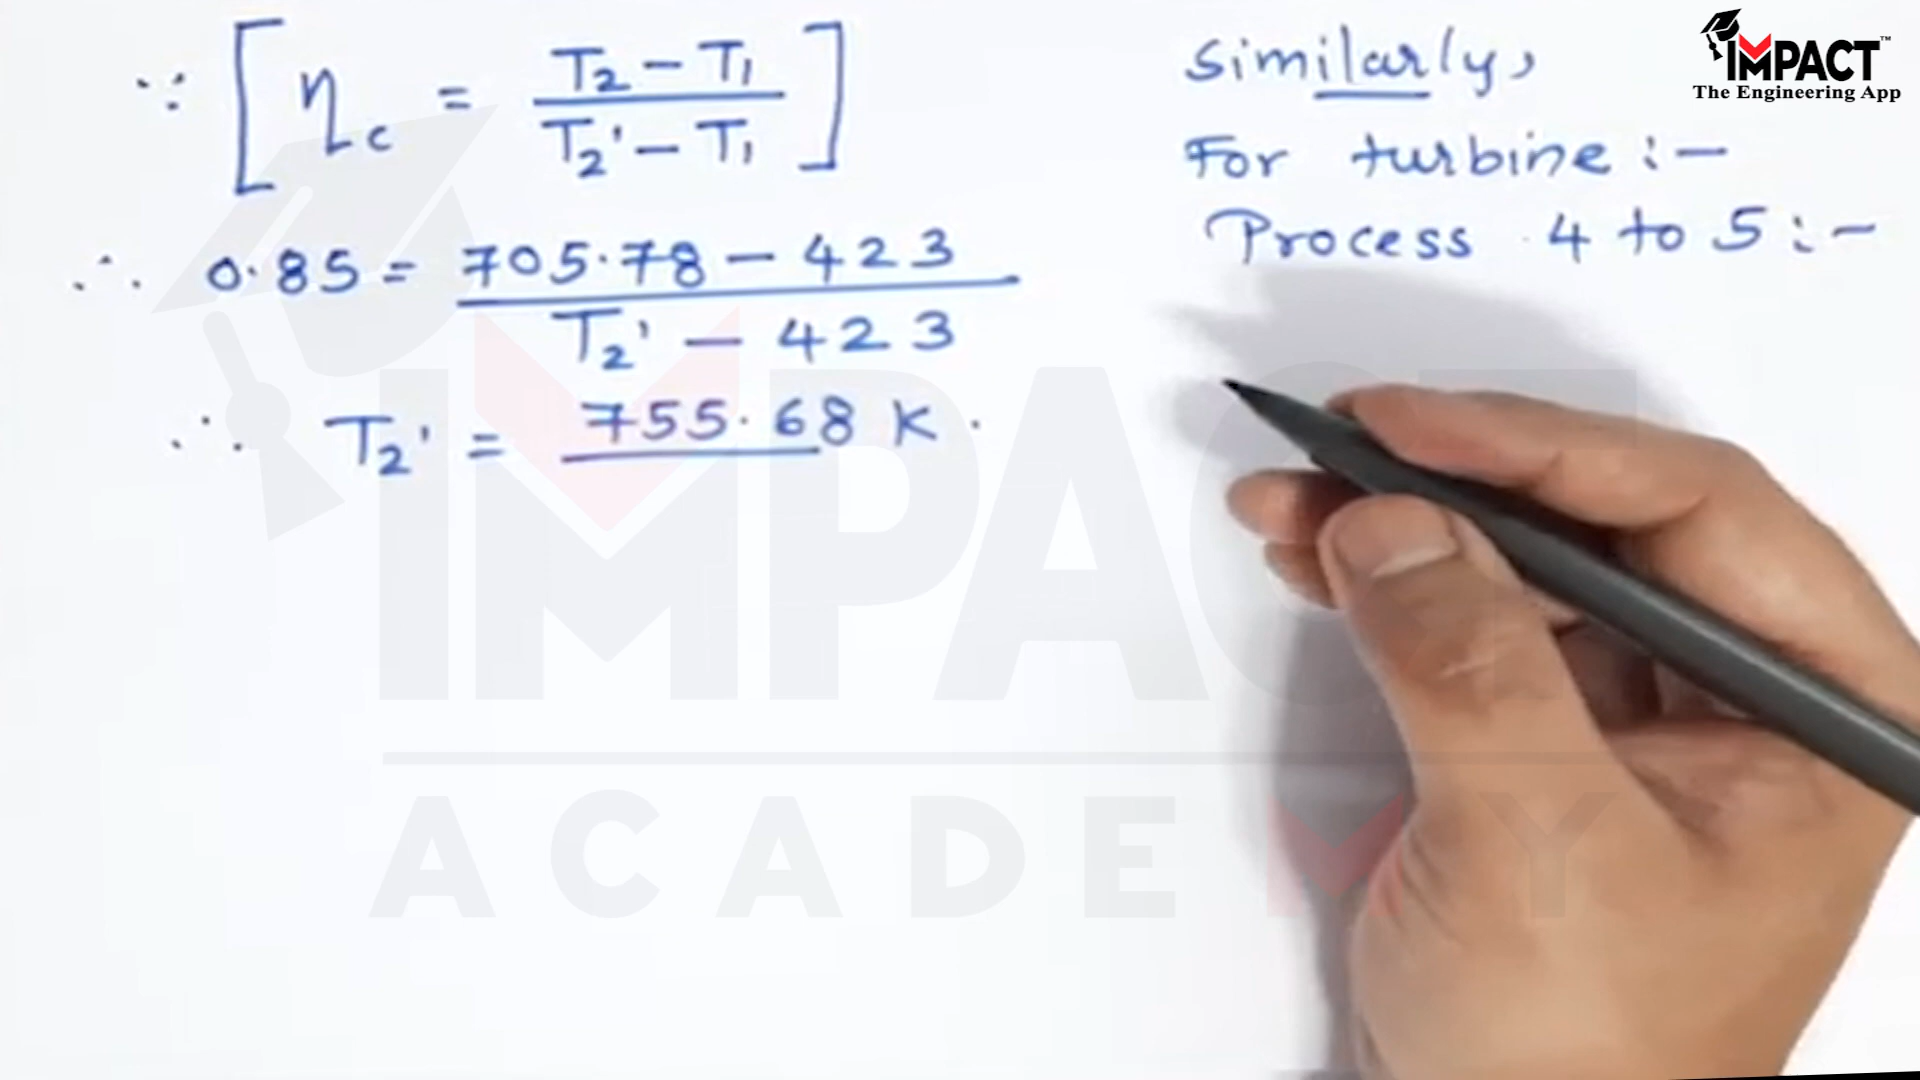 ∵ [ η_c = (T₂ − T₁) / (T₂' − T₁) ]
∴ 0.85 = (705.78 − 423) / (T₂' − 423)
∴ T₂' = 755.68 K.
Similarly,
For turbine :-
Process 4 to 5 :-
IMPACT™
The Engineering App
IMPACT
ACADEMY